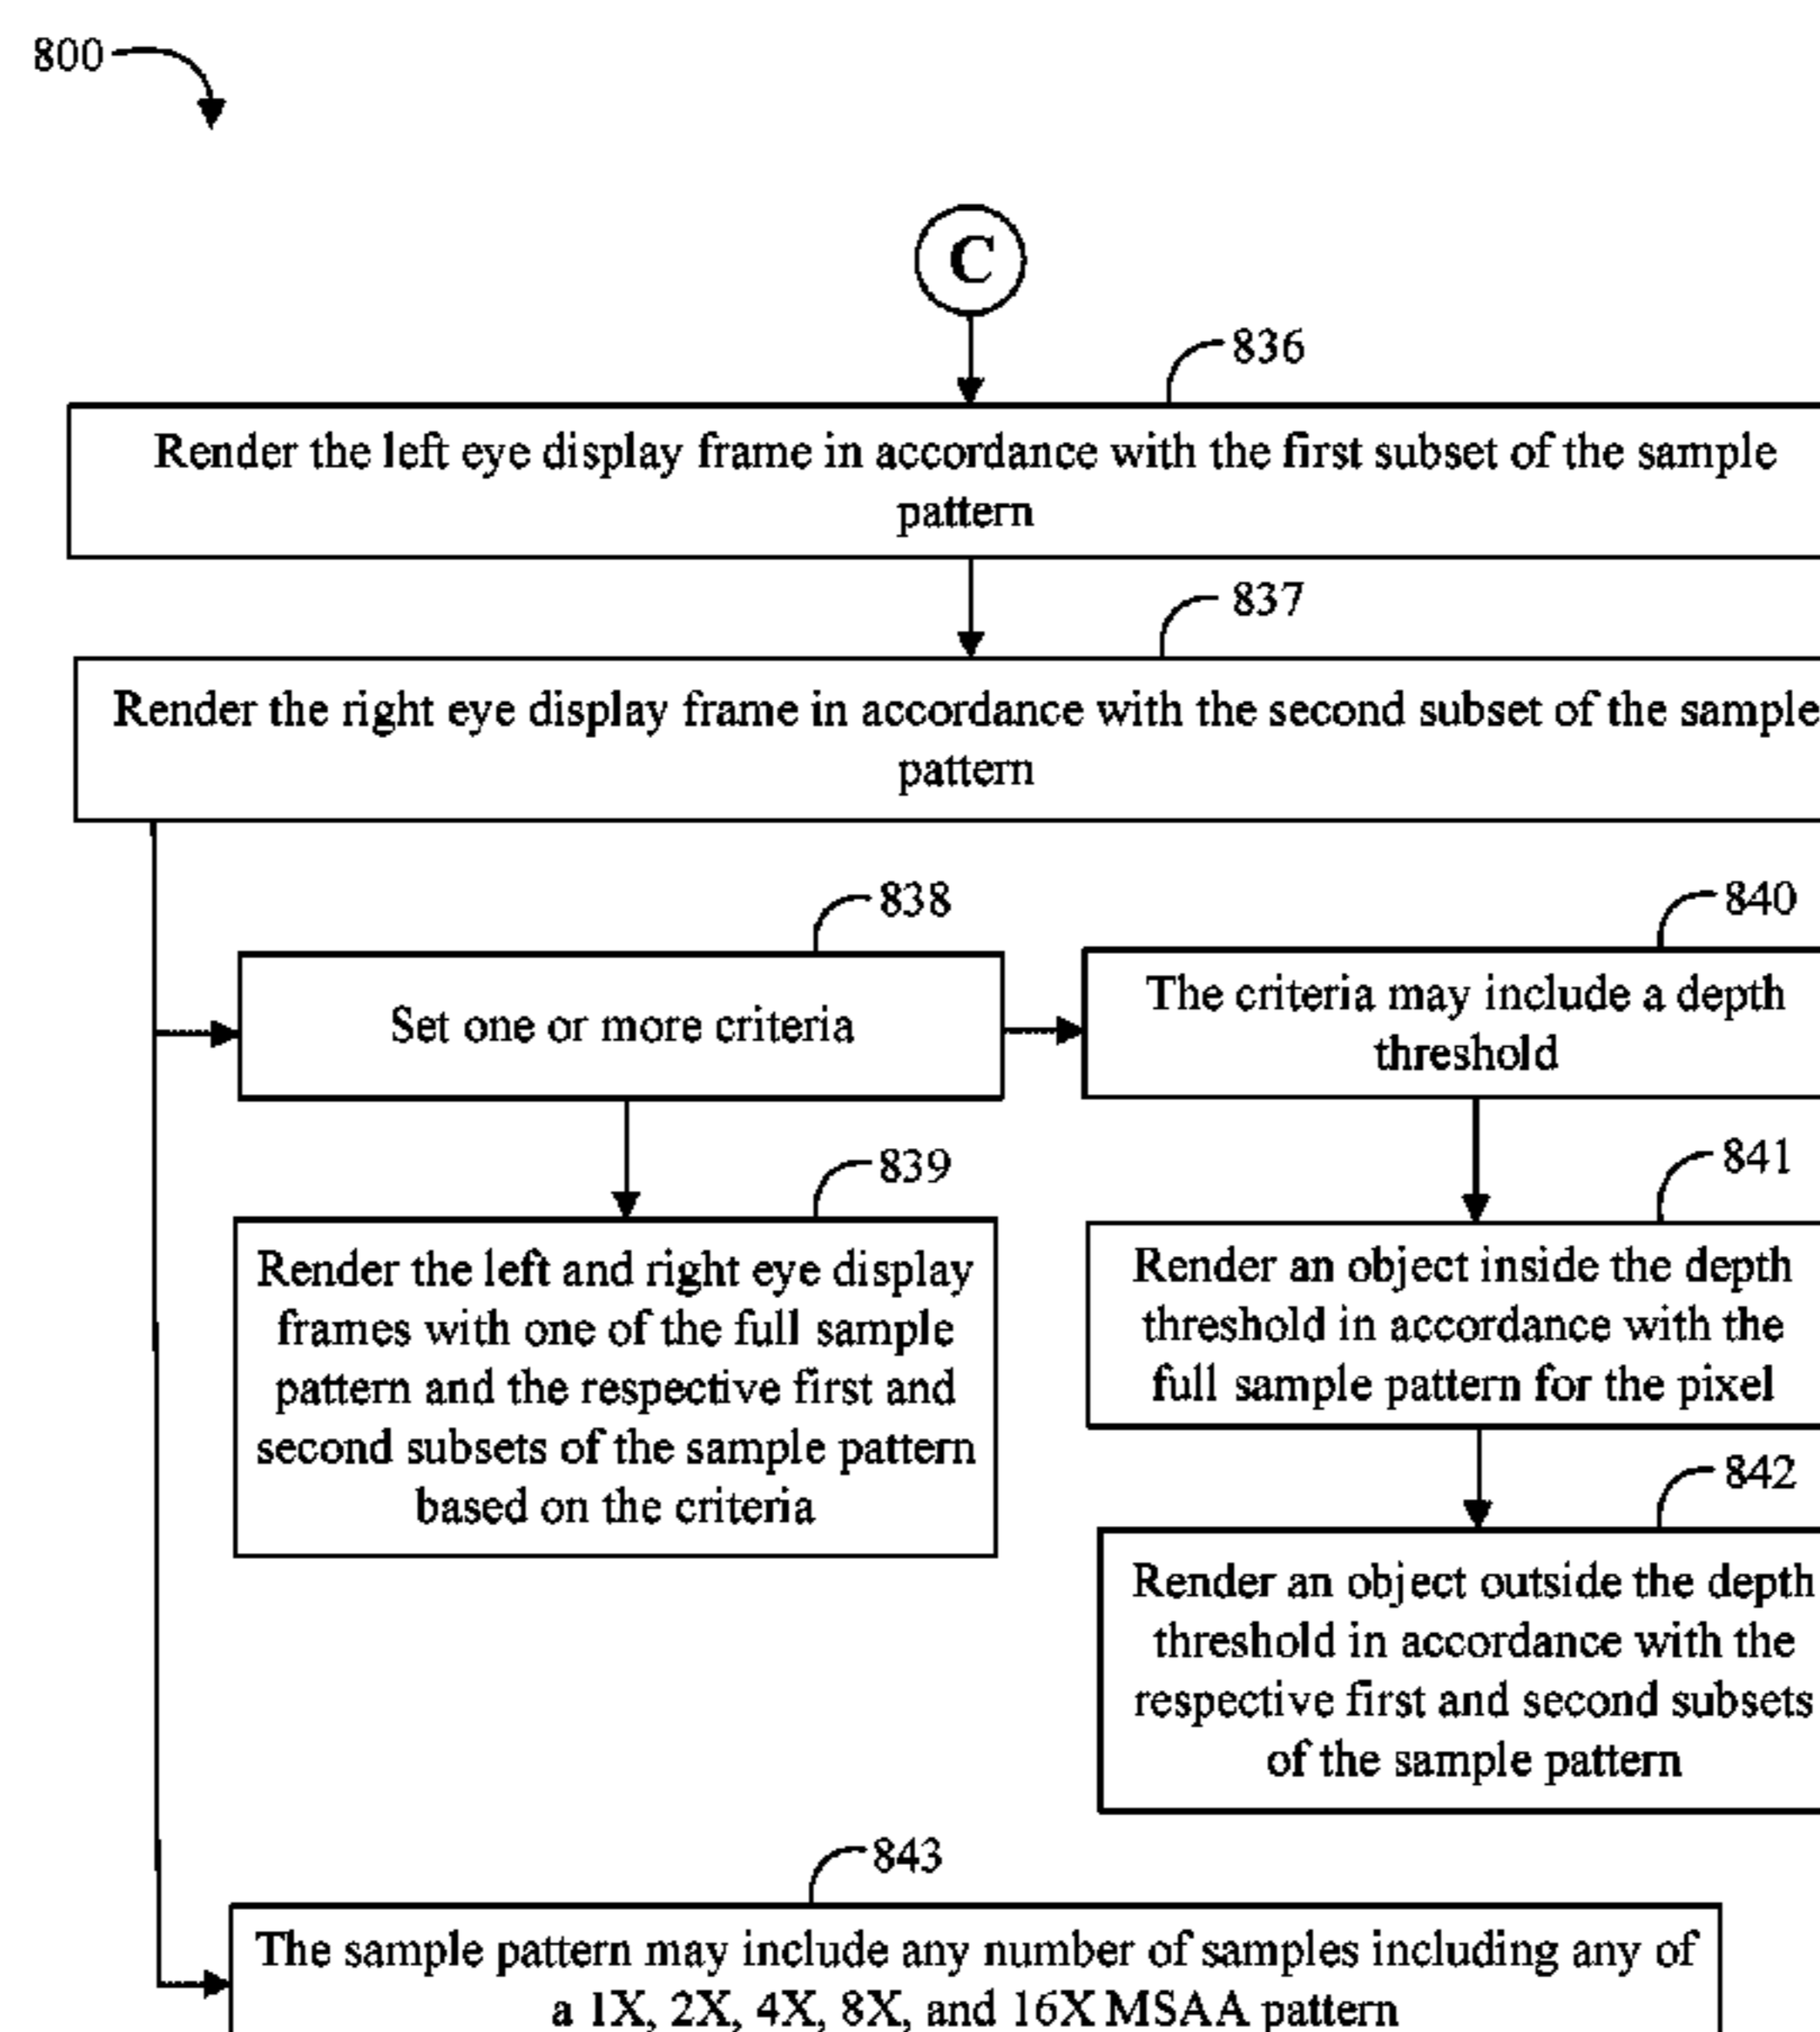 800
C
836
Render the left eye display frame in accordance with the first subset of the sample
pattern
837
Render the right eye display frame in accordance with the second subset of the sample
pattern
838
Set one or more criteria
840
The criteria may include a depth
threshold
839
Render the left and right eye display
frames with one of the full sample
pattern and the respective first and
second subsets of the sample pattern
based on the criteria
841
Render an object inside the depth
threshold in accordance with the
full sample pattern for the pixel
842
Render an object outside the depth
threshold in accordance with the
respective first and second subsets
of the sample pattern
843
The sample pattern may include any number of samples including any of
a 1X, 2X, 4X, 8X, and 16X MSAA pattern